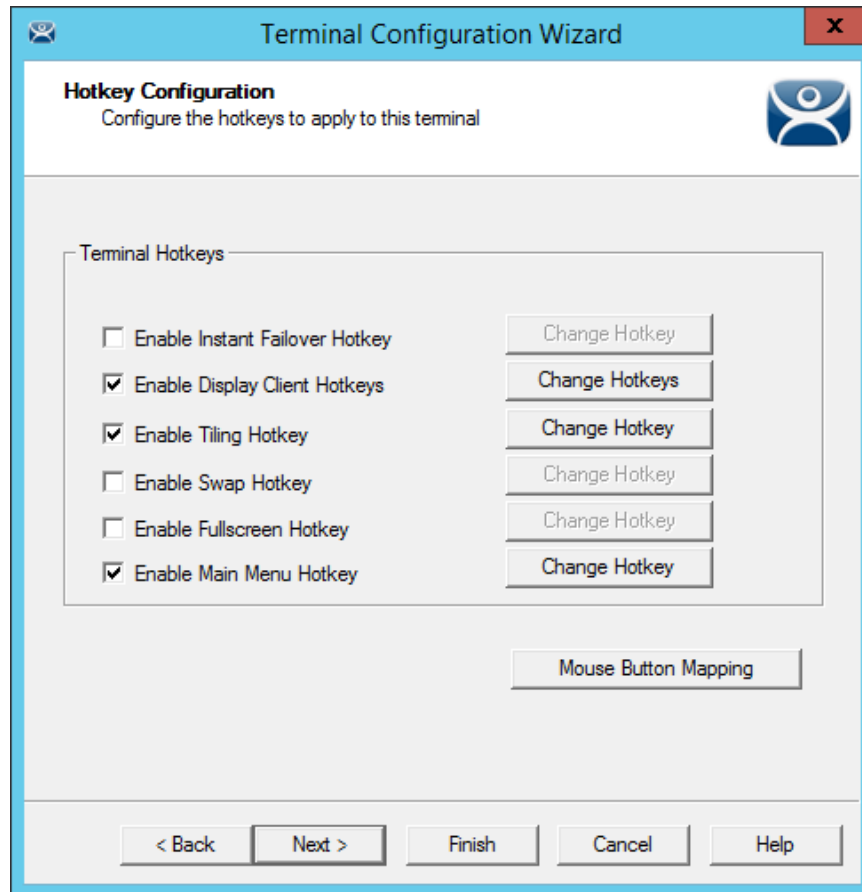 Terminal Configuration Wizard
x
Hotkey Configuration
Configure the hotkeys to apply to this terminal
Terminal Hotkeys
Enable Instant Failover Hotkey Change Hotkey
Enable Display Client Hotkeys Change Hotkeys
Enable Tiling Hotkey Change Hotkey
Enable Swap Hotkey Change Hotkey
Enable Fullscreen Hotkey Change Hotkey
Enable Main Menu Hotkey Change Hotkey
Mouse Button Mapping
< Back Next > Finish Cancel Help